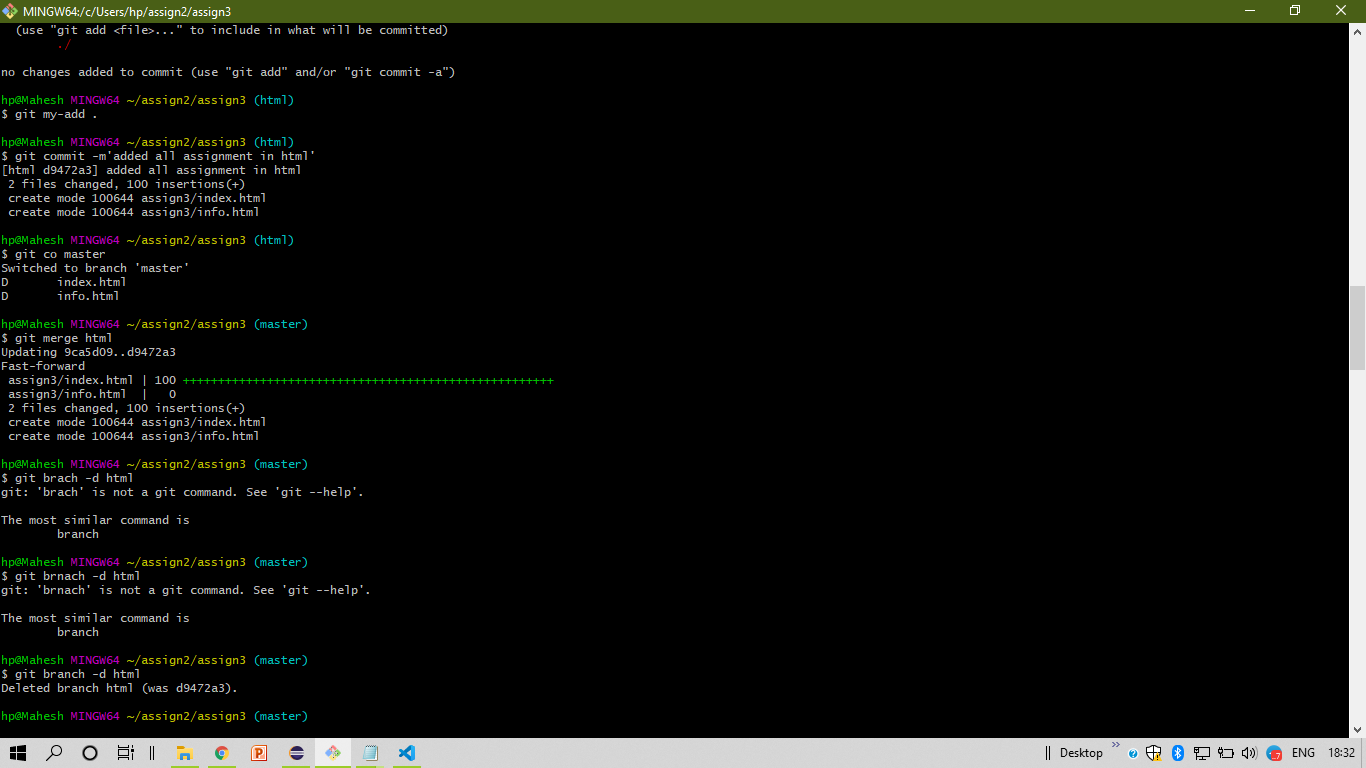 MINGW64:/c/Users/hp/assign2/assign3
(use "git add <file>..." to include in what will be committed)
./
no changes added to commit (use "git add" and/or "git commit -a")
hp@Mahesh MINGW64 ~/assign2/assign3 (html)
$ git my-add .
hp@Mahesh MINGW64 ~/assign2/assign3 (html)
$ git commit -m'added all assignment in html'
[html d9472a3] added all assignment in html
2 files changed, 100 insertions(+)
create mode 100644 assign3/index.html
create mode 100644 assign3/info.html
hp@Mahesh MINGW64 ~/assign2/assign3 (html)
$ git co master
Switched to branch 'master'
D index.html
D info.html
hp@Mahesh MINGW64 ~/assign2/assign3 (master)
$ git merge html
Updating 9ca5d09..d9472a3
Fast-forward
assign3/index.html | 100 +++++++++++++++++++++++++++++++++++++++++++++++++++++
assign3/info.html | 0
2 files changed, 100 insertions(+)
create mode 100644 assign3/index.html
create mode 100644 assign3/info.html
hp@Mahesh MINGW64 ~/assign2/assign3 (master)
$ git brach -d html
git: 'brach' is not a git command. See 'git --help'.
The most similar command is
branch
hp@Mahesh MINGW64 ~/assign2/assign3 (master)
$ git brnach -d html
git: 'brnach' is not a git command. See 'git --help'.
The most similar command is
branch
hp@Mahesh MINGW64 ~/assign2/assign3 (master)
$ git branch -d html
Deleted branch html (was d9472a3).
hp@Mahesh MINGW64 ~/assign2/assign3 (master)
Desktop ENG 18:32